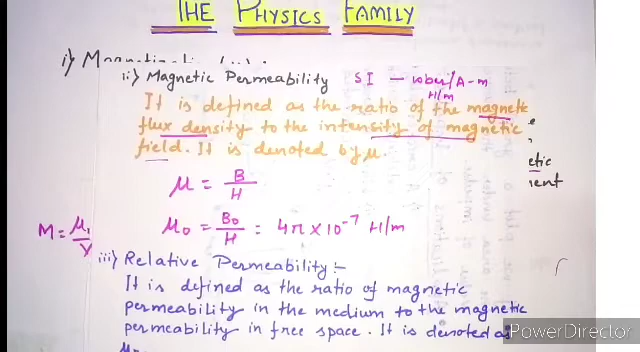 THE PHYSICS FAMILY
i)
ii) Magnetic Permeability SI - wber/A-m
H/m
It is defined as the ratio of the magnetic
flux density to the intensity of magnetic
field. It is denoted by μ.
etic
ient
μ = B/H
μ₀ = B₀/H = 4π×10⁻⁷ H/m
M = μ₁/V
iii) Relative Permeability :-
It is defined as the ratio of magnetic
permeability in the medium to the magnetic
permeability in free space. It is denoted as
PowerDirector